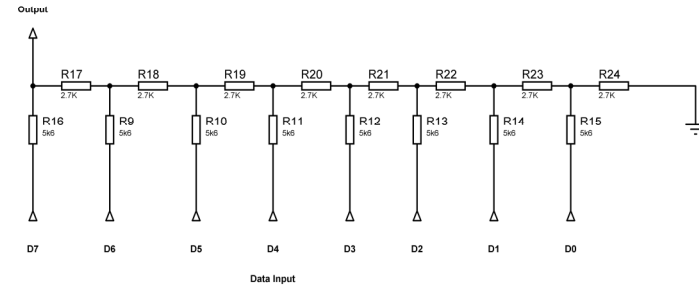 Output
R17 R18 R19 R20 R21 R22 R23 R24
2.7K 2.7K 2.7K 2.7K 2.7K 2.7K 2.7K 2.7K
R16 R9 R10 R11 R12 R13 R14 R15
5k6 5k6 5k6 5k6 5k6 5k6 5k6 5k6
D7 D6 D5 D4 D3 D2 D1 D0
Data Input